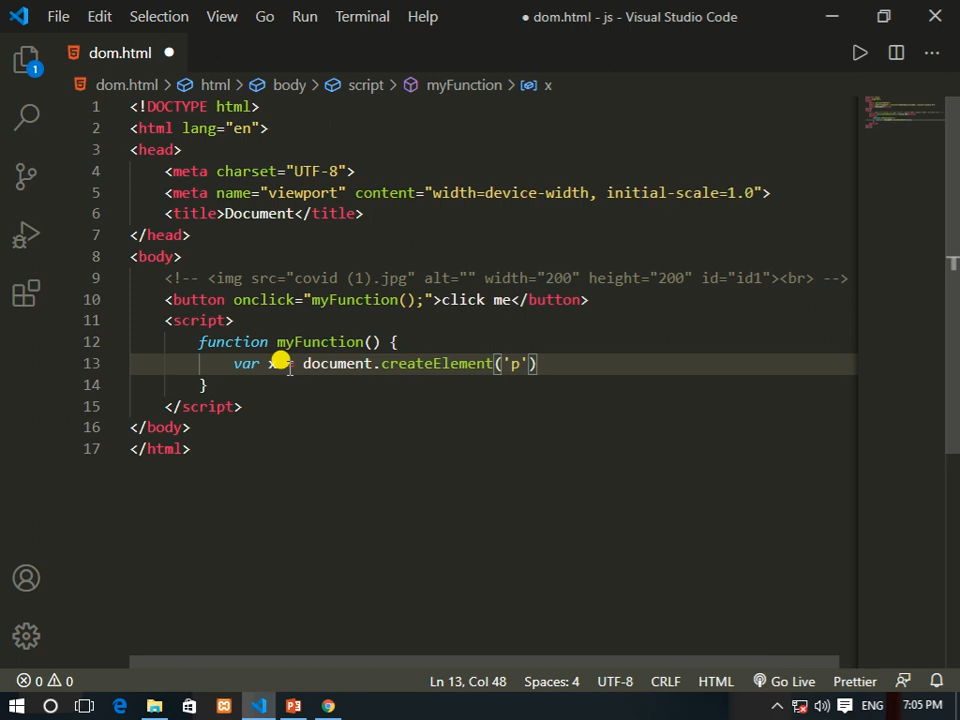 File Edit Selection View Go Run Terminal Help
● dom.html - js - Visual Studio Code
dom.html
1
dom.html > html > body > script > myFunction > x
1 <!DOCTYPE html>
2 <html lang="en">
3 <head>
4 <meta charset="UTF-8">
5 <meta name="viewport" content="width=device-width, initial-scale=1.0">
6 <title>Document</title>
7 </head>
8 <body>
9 <!-- <img src="covid (1).jpg" alt="" width="200" height="200" id="id1"><br> -->
10 <button onclick="myFunction();">click me</button>
11 <script>
12 function myFunction() {
13 var x = document.createElement('p')
14 }
15 </script>
16 </body>
17 </html>
0 0 Ln 13, Col 48 Spaces: 4 UTF-8 CRLF HTML Go Live Prettier
ENG 7:05 PM